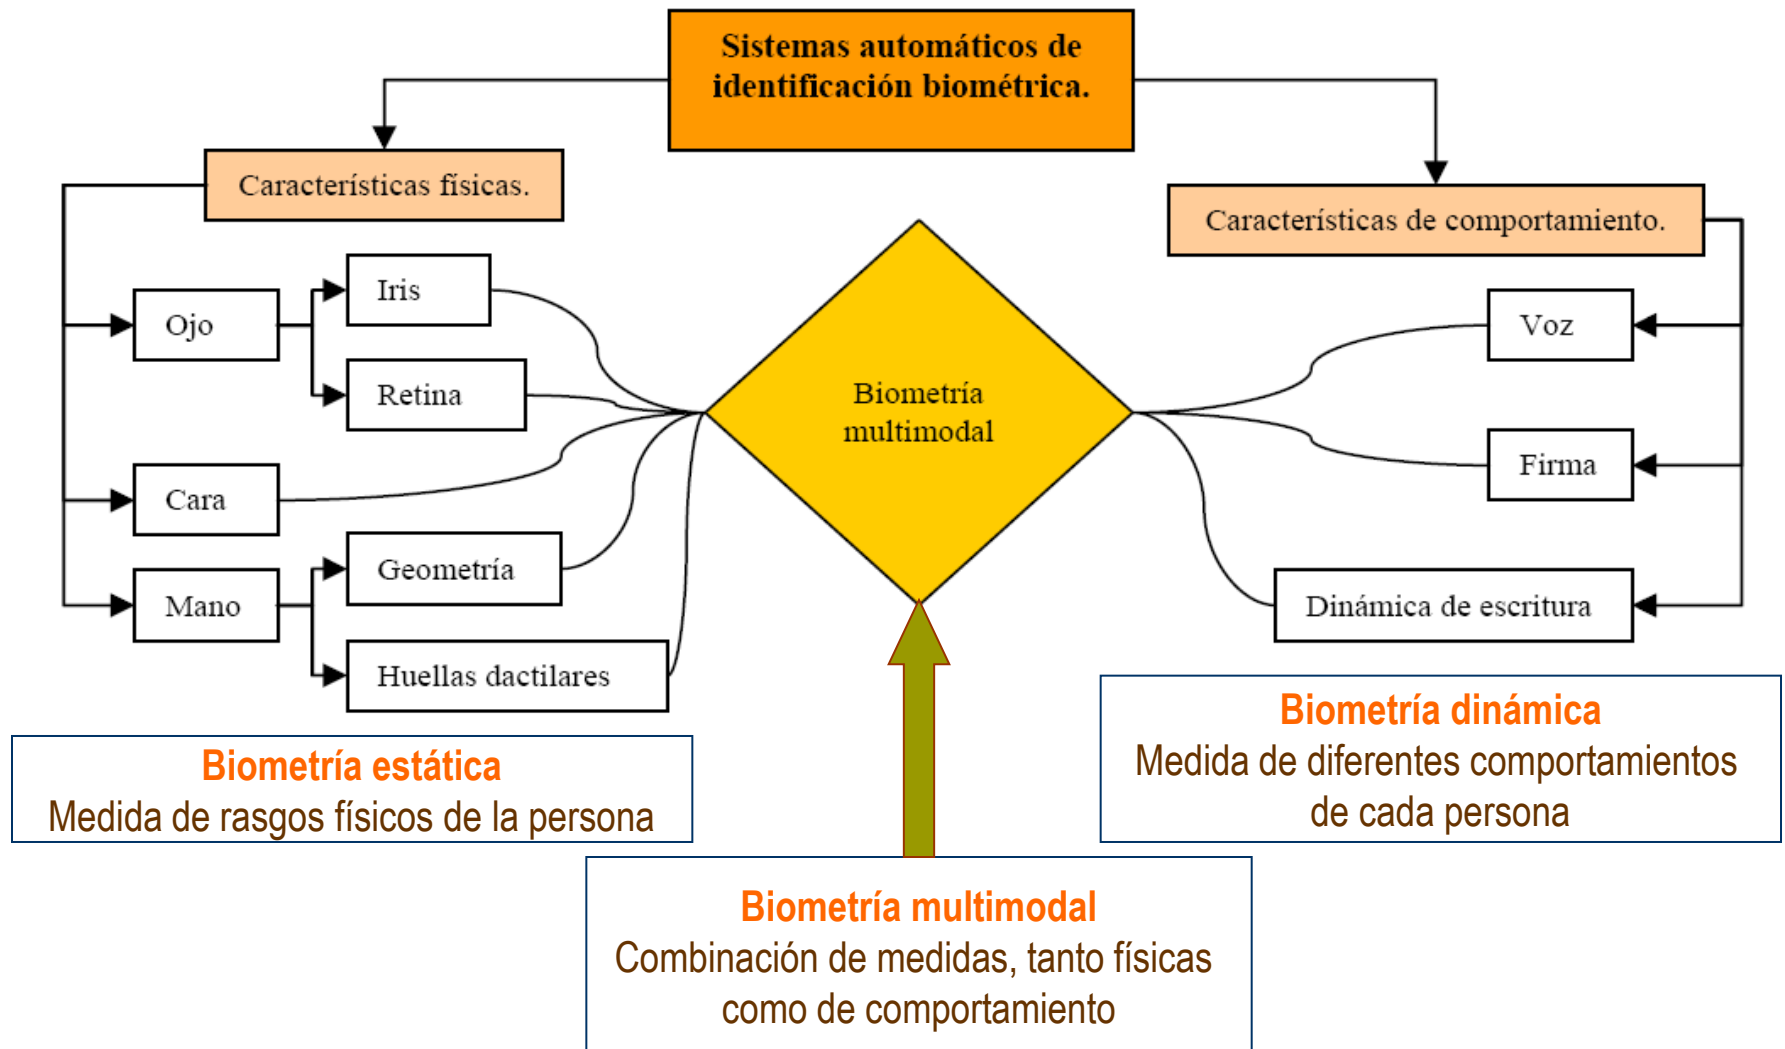 Sistemas automáticos de
identificación biométrica.
Características físicas.
Características de comportamiento.
Ojo
Iris
Retina
Cara
Mano
Geometría
Huellas dactilares
Biometría
multimodal
Voz
Firma
Dinámica de escritura
Biometría estática
Medida de rasgos físicos de la persona
Biometría dinámica
Medida de diferentes comportamientos
de cada persona
Biometría multimodal
Combinación de medidas, tanto físicas
como de comportamiento